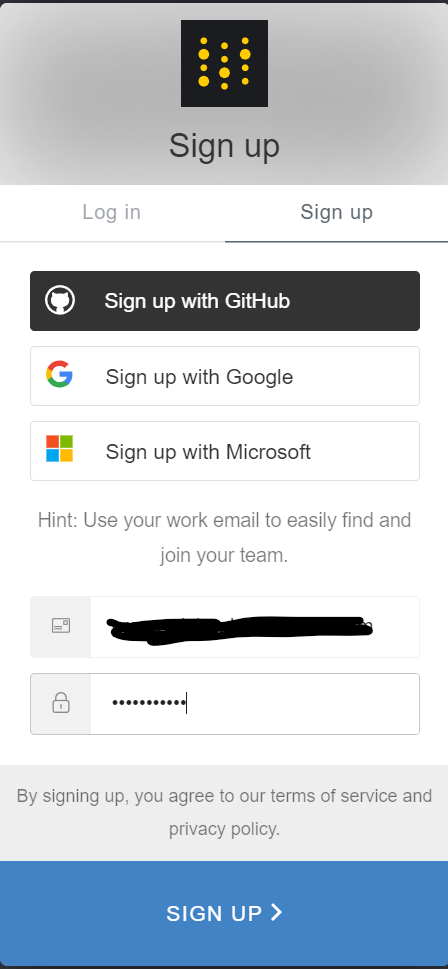 Sign up
Log in
Sign up
Sign up with GitHub
Sign up with Google
Sign up with Microsoft
Hint: Use your work email to easily find and
join your team.
•••••••••••
By signing up, you agree to our terms of service and
privacy policy.
SIGN UP